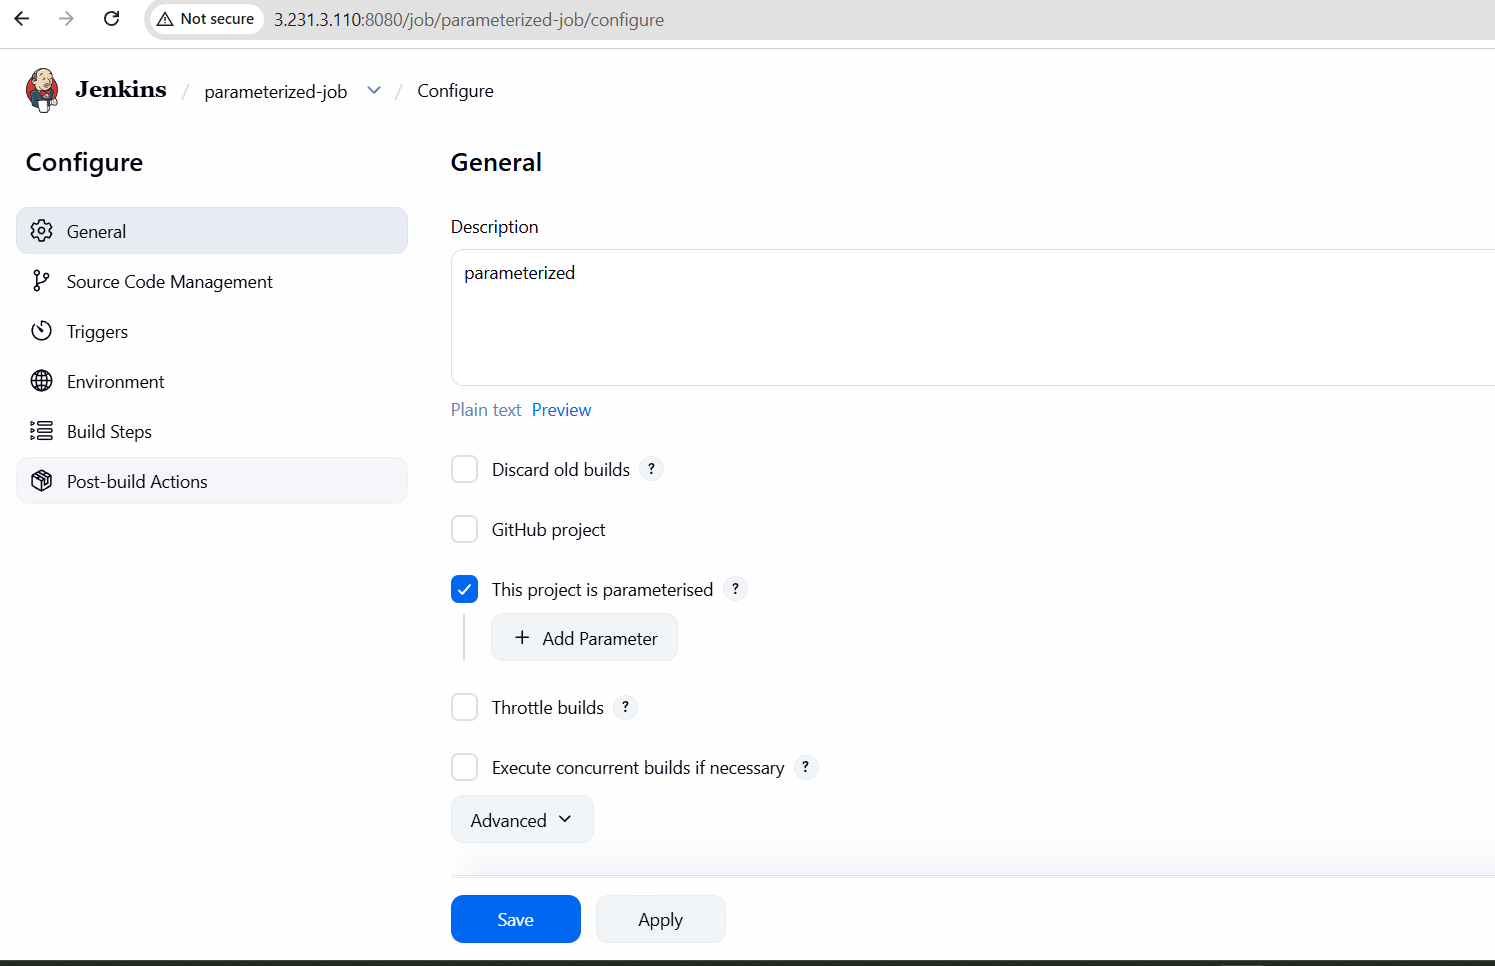 Not secure 3.231.3.110:8080/job/parameterized-job/configure
Jenkins / parameterized-job / Configure
Configure
General
Source Code Management
Triggers
Environment
Build Steps
Post-build Actions
General
Description
parameterized
Plain text Preview
Discard old builds ?
GitHub project
This project is parameterised ?
+ Add Parameter
Throttle builds ?
Execute concurrent builds if necessary ?
Advanced
Save Apply